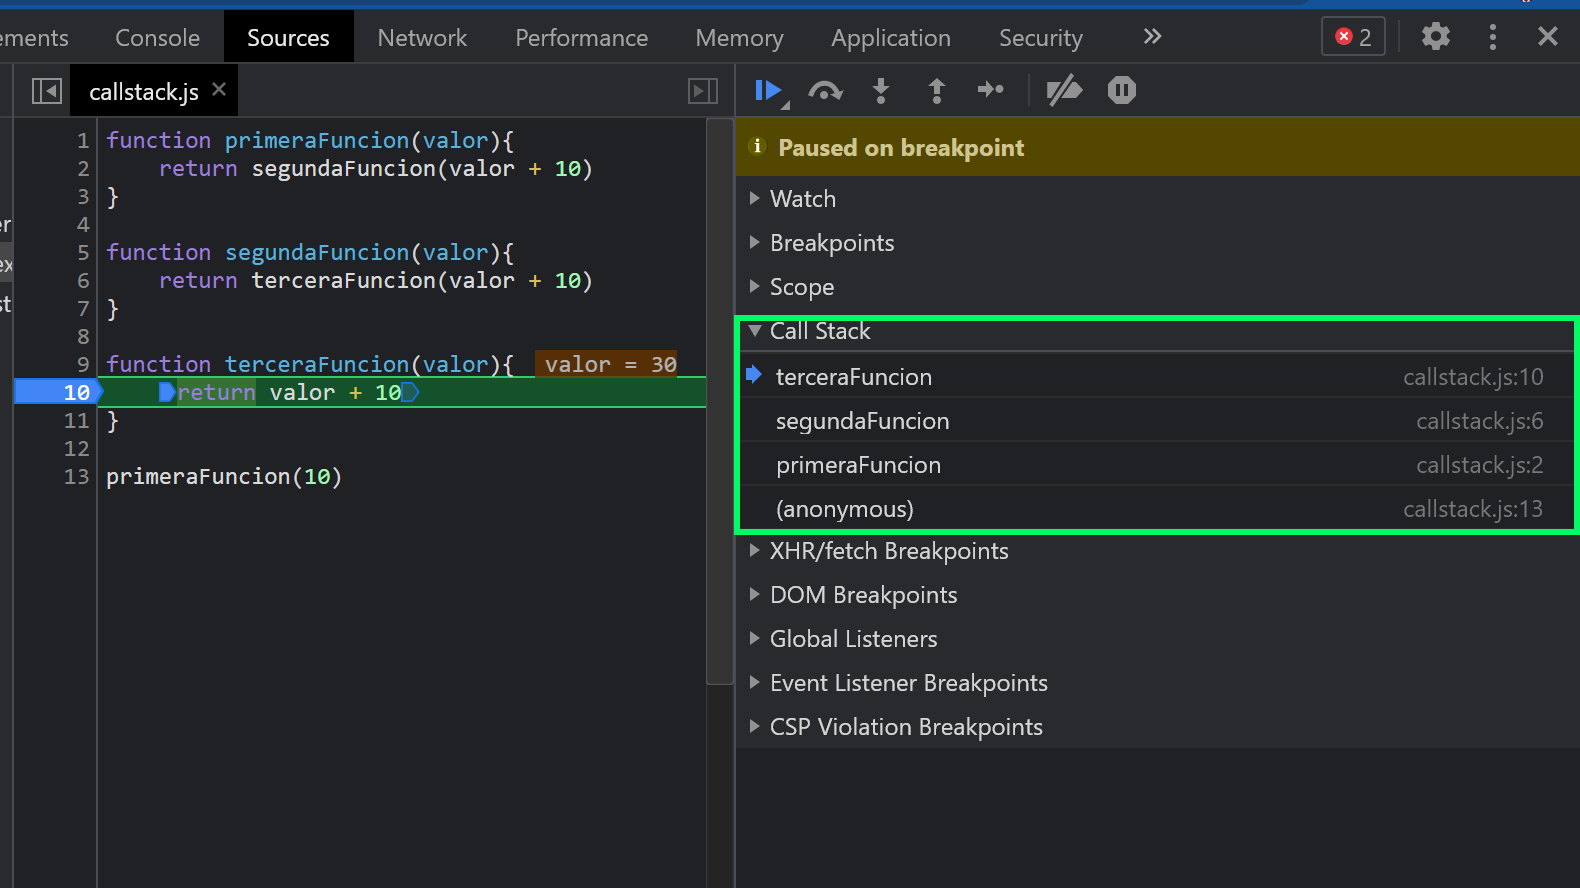 ements Console Sources Network Performance Memory Application Security 2
callstack.js
1 function primeraFuncion(valor){
2 return segundaFuncion(valor + 10)
3 }
4
5 function segundaFuncion(valor){
6 return terceraFuncion(valor + 10)
7 }
8
9 function terceraFuncion(valor){ valor = 30
10 return valor + 10
11 }
12
13 primeraFuncion(10)
er
ex
st
Paused on breakpoint
Watch
Breakpoints
Scope
Call Stack
terceraFuncion callstack.js:10
segundaFuncion callstack.js:6
primeraFuncion callstack.js:2
(anonymous) callstack.js:13
XHR/fetch Breakpoints
DOM Breakpoints
Global Listeners
Event Listener Breakpoints
CSP Violation Breakpoints